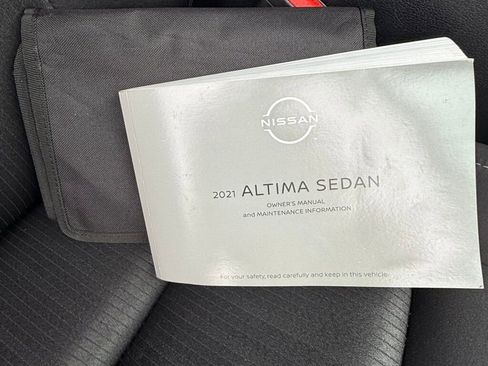 NISSAN
2021 ALTIMA SEDAN
OWNER'S MANUAL
and MAINTENANCE INFORMATION
For your safety, read carefully and keep in this vehicle.